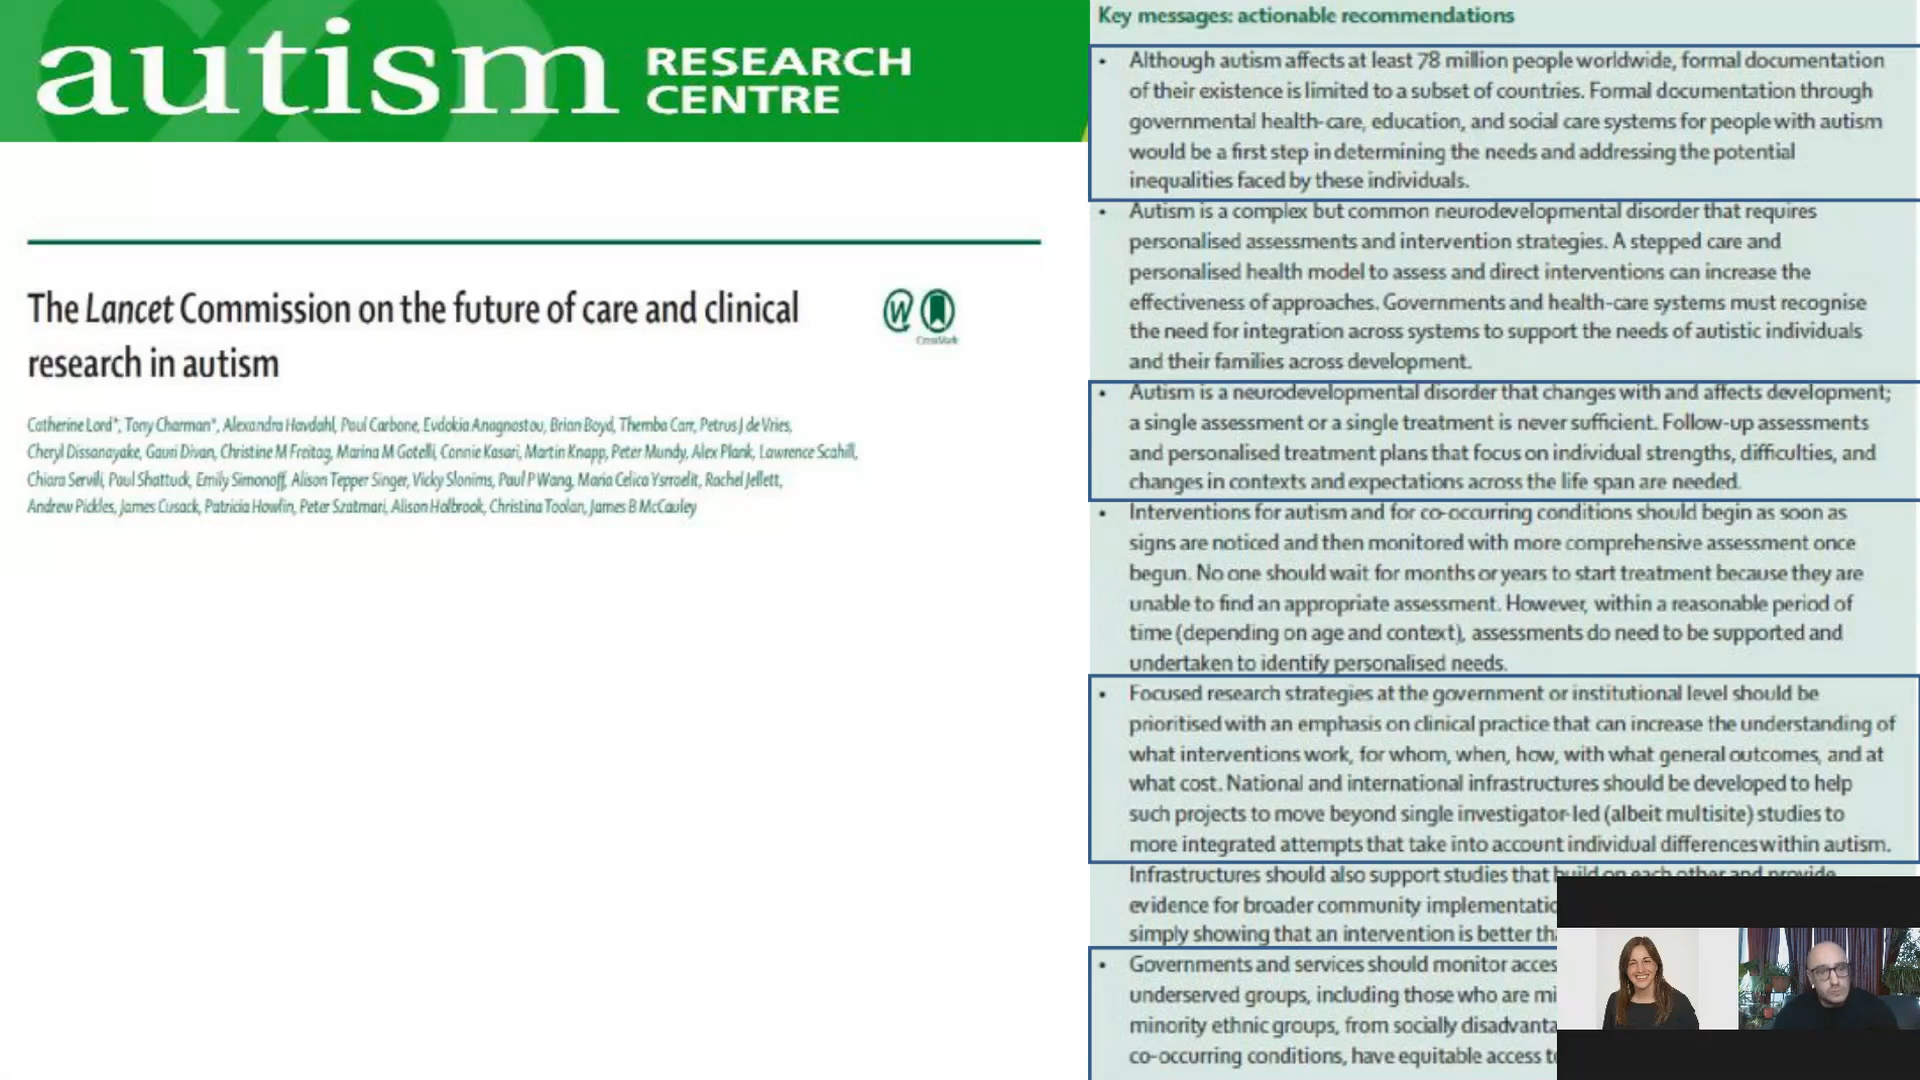 autism
RESEARCH
CENTRE
The Lancet Commission on the future of care and clinical
research in autism
CrossMark
Catherine Lord*, Tony Charman*, Alexandra Havdahl, Paul Carbone, Evdokia Anagnostou, Brian Boyd, Themba Carr, Petrus J de Vries,
Cheryl Dissanayake, Gauri Divan, Christine M Freitag, Marina M Gotelli, Connie Kasari, Martin Knapp, Peter Mundy, Alex Plank, Lawrence Scahill,
Chiara Servili, Paul Shattuck, Emily Simonoff, Alison Tepper Singer, Vicky Slonims, Paul P Wang, Maria Celica Ysrraelit, Rachel Jellett,
Andrew Pickles, James Cusack, Patricia Howlin, Peter Szatmari, Alison Holbrook, Christina Toolan, James B McCauley
Key messages: actionable recommendations
• Although autism affects at least 78 million people worldwide, formal documentation
of their existence is limited to a subset of countries. Formal documentation through
governmental health-care, education, and social care systems for people with autism
would be a first step in determining the needs and addressing the potential
inequalities faced by these individuals.
• Autism is a complex but common neurodevelopmental disorder that requires
personalised assessments and intervention strategies. A stepped care and
personalised health model to assess and direct interventions can increase the
effectiveness of approaches. Governments and health-care systems must recognise
the need for integration across systems to support the needs of autistic individuals
and their families across development.
• Autism is a neurodevelopmental disorder that changes with and affects development;
a single assessment or a single treatment is never sufficient. Follow-up assessments
and personalised treatment plans that focus on individual strengths, difficulties, and
changes in contexts and expectations across the life span are needed.
• Interventions for autism and for co-occurring conditions should begin as soon as
signs are noticed and then monitored with more comprehensive assessment once
begun. No one should wait for months or years to start treatment because they are
unable to find an appropriate assessment. However, within a reasonable period of
time (depending on age and context), assessments do need to be supported and
undertaken to identify personalised needs.
• Focused research strategies at the government or institutional level should be
prioritised with an emphasis on clinical practice that can increase the understanding of
what interventions work, for whom, when, how, with what general outcomes, and at
what cost. National and international infrastructures should be developed to help
such projects to move beyond single investigator-led (albeit multisite) studies to
more integrated attempts that take into account individual differences within autism.
Infrastructures should also support studies that build on each other and provide
evidence for broader community
simply showing that an intervention is better
• Governments and services should monitor
underserved groups, including those who are
minority ethnic groups, from socially
co-occurring conditions, have equitable access